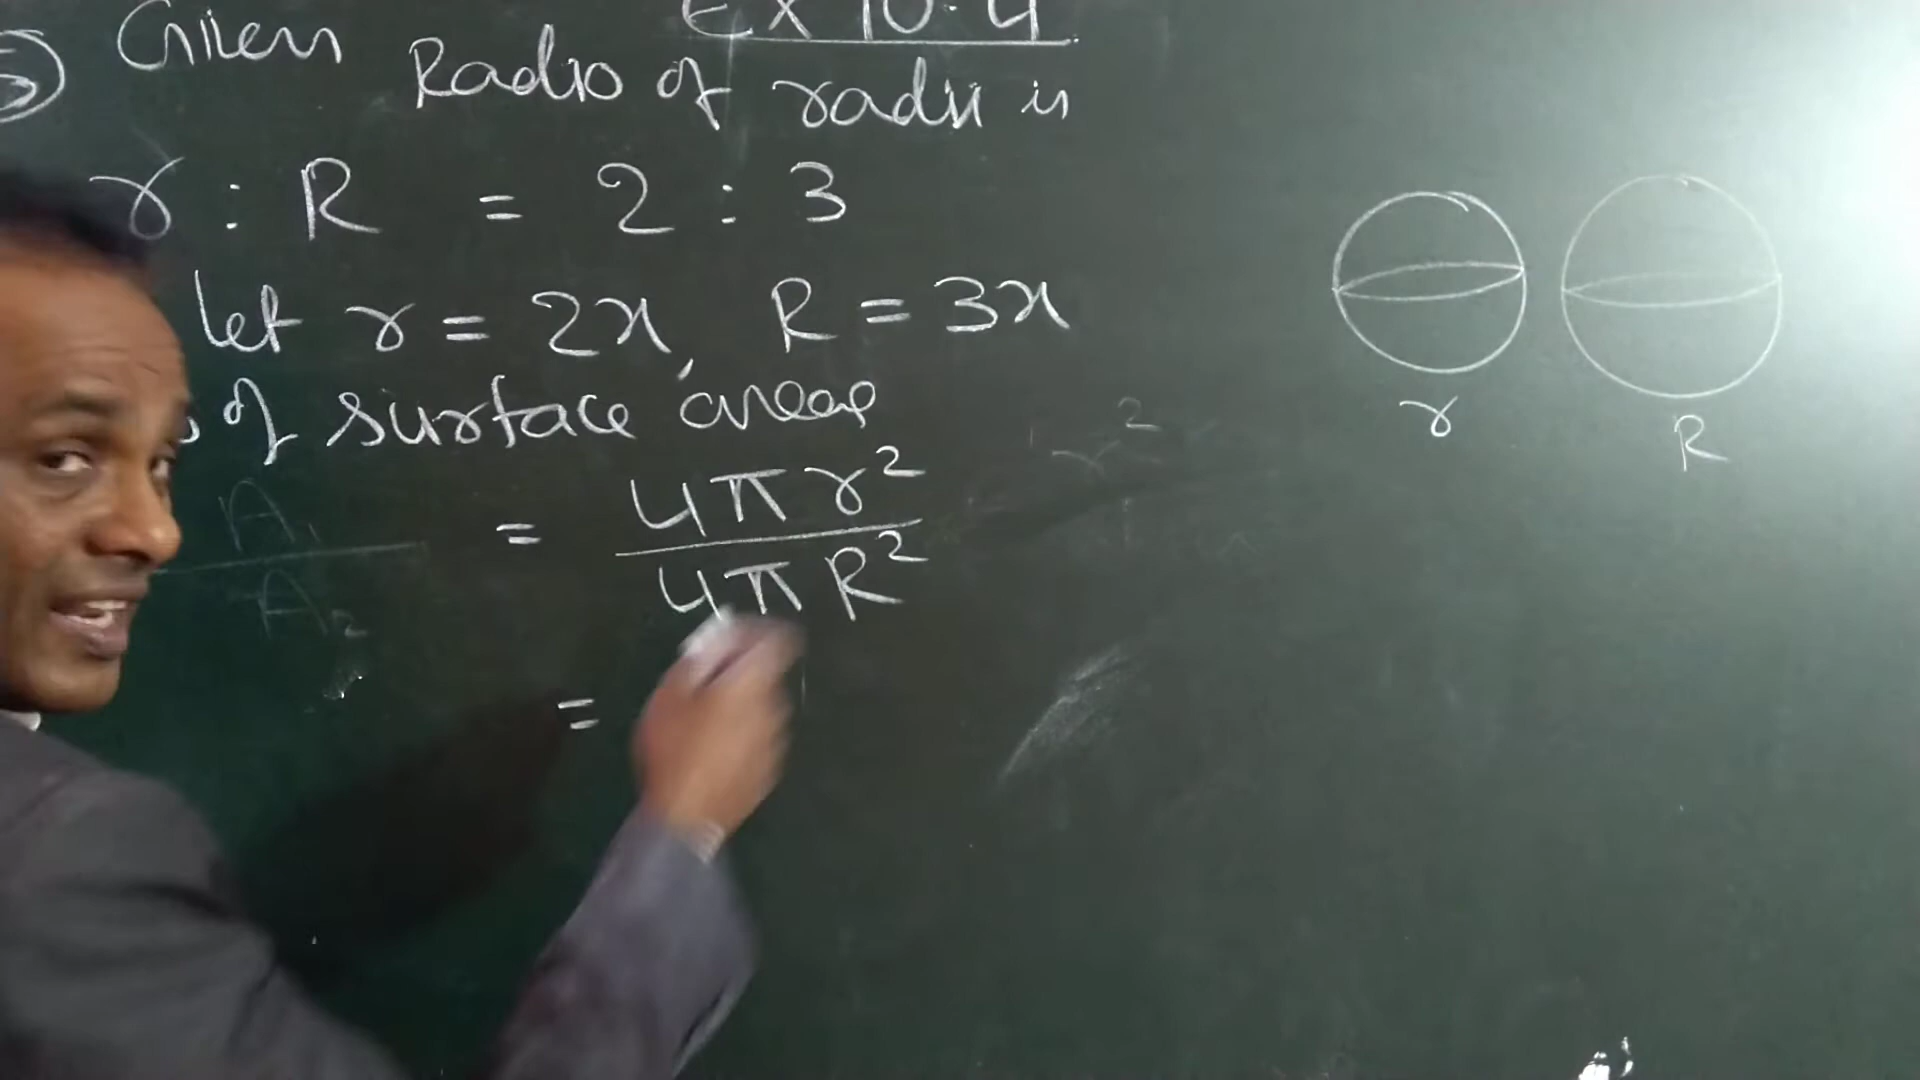 Ex 10.4
5) Given Radio of radii is
r : R = 2 : 3
let r = 2x, R = 3x
of surface areas
A₁ / A₂ = 4πr² / 4πR²
=
r R